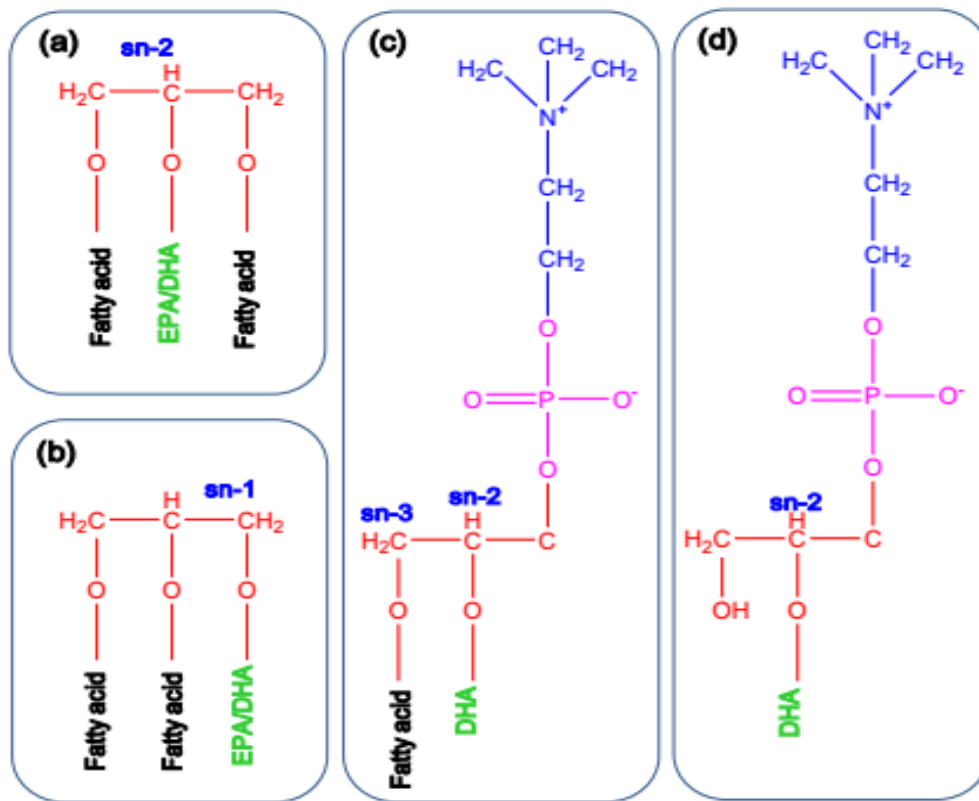 (a)
sn-2
H
H₂C C CH₂
O O O
Fatty acid
EPA/DHA
Fatty acid
(b)
sn-1
H
H₂C C CH₂
O O O
Fatty acid
Fatty acid
EPA/DHA
(c)
CH₂
H₂C CH₂
N⁺
CH₂
CH₂
O
O P O⁻
O
sn-3 sn-2
H
H₂C C C
O O
Fatty acid
DHA
(d)
CH₂
H₂C CH₂
N⁺
CH₂
CH₂
O
O P O⁻
O
sn-2
H
H₂C C C
OH O
DHA